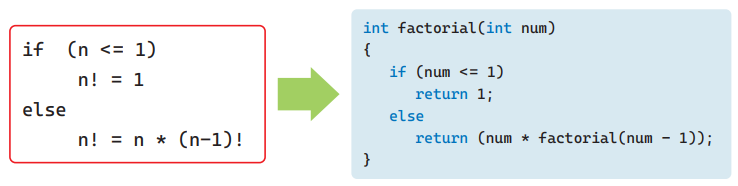 if (n <= 1)
n! = 1
else
n! = n * (n-1)!
int factorial(int num)
{
if (num <= 1)
return 1;
else
return (num * factorial(num - 1));
}